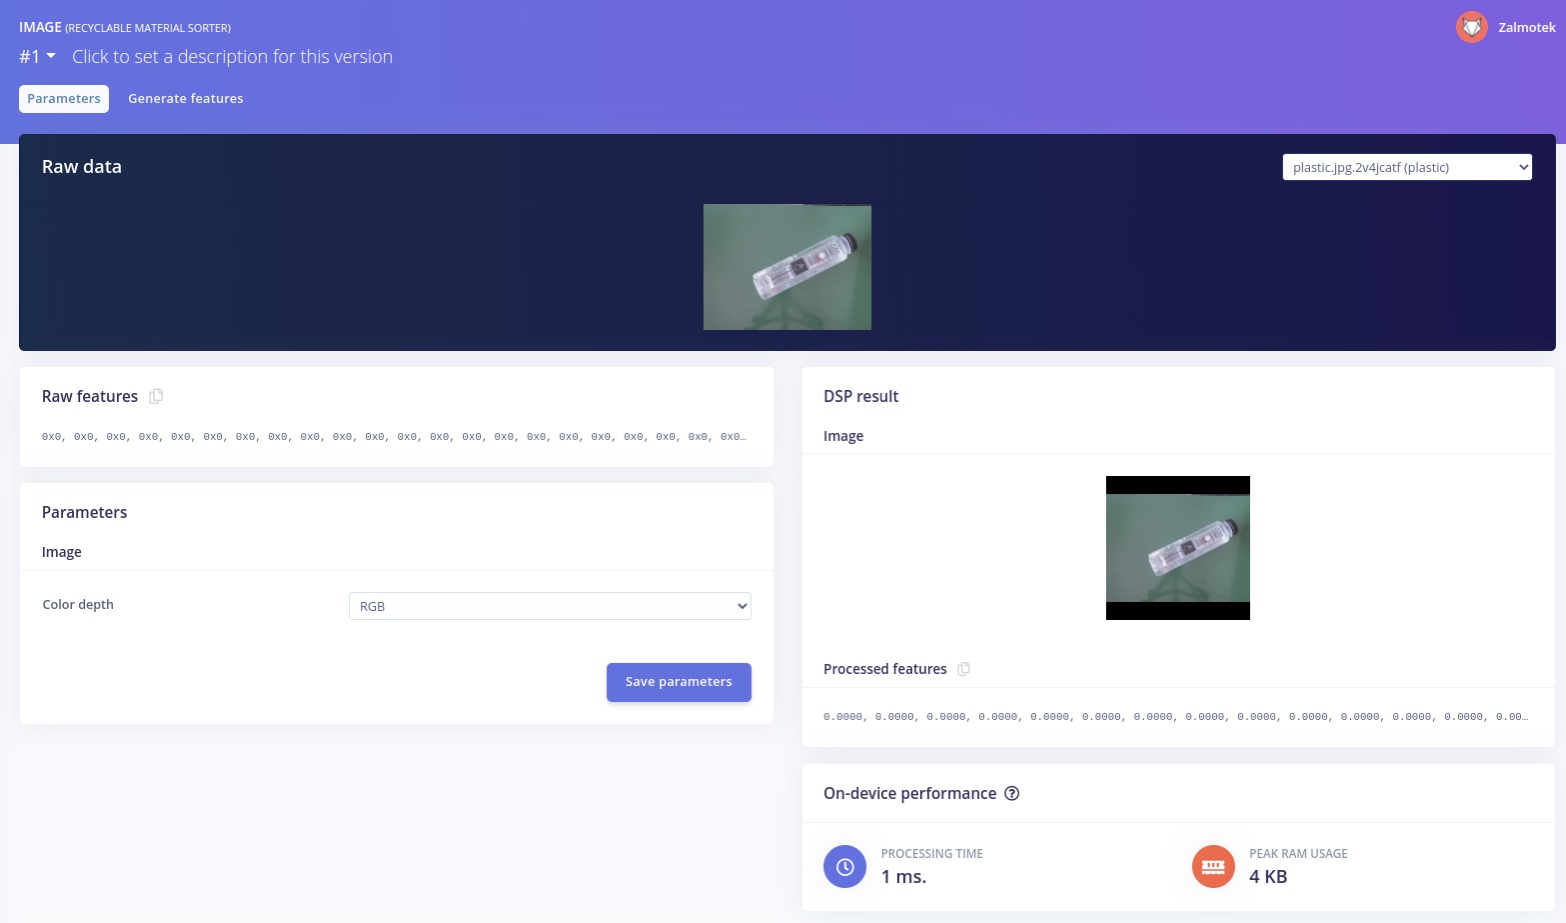 IMAGE (RECYCLABLE MATERIAL SORTER)
Zalmotek
#1 Click to set a description for this version
Parameters Generate features
Raw data
plastic.jpg.2v4jcatf (plastic)
Raw features
0x0, 0x0, 0x0, 0x0, 0x0, 0x0, 0x0, 0x0, 0x0, 0x0, 0x0, 0x0, 0x0, 0x0, 0x0, 0x0, 0x0, 0x0, 0x0, 0x0, 0x0, 0x0…
Parameters
Image
Color depth
RGB
Save parameters
DSP result
Image
Processed features
0.0000, 0.0000, 0.0000, 0.0000, 0.0000, 0.0000, 0.0000, 0.0000, 0.0000, 0.0000, 0.0000, 0.0000, 0.0000, 0.00…
On-device performance
PROCESSING TIME
1 ms.
PEAK RAM USAGE
4 KB